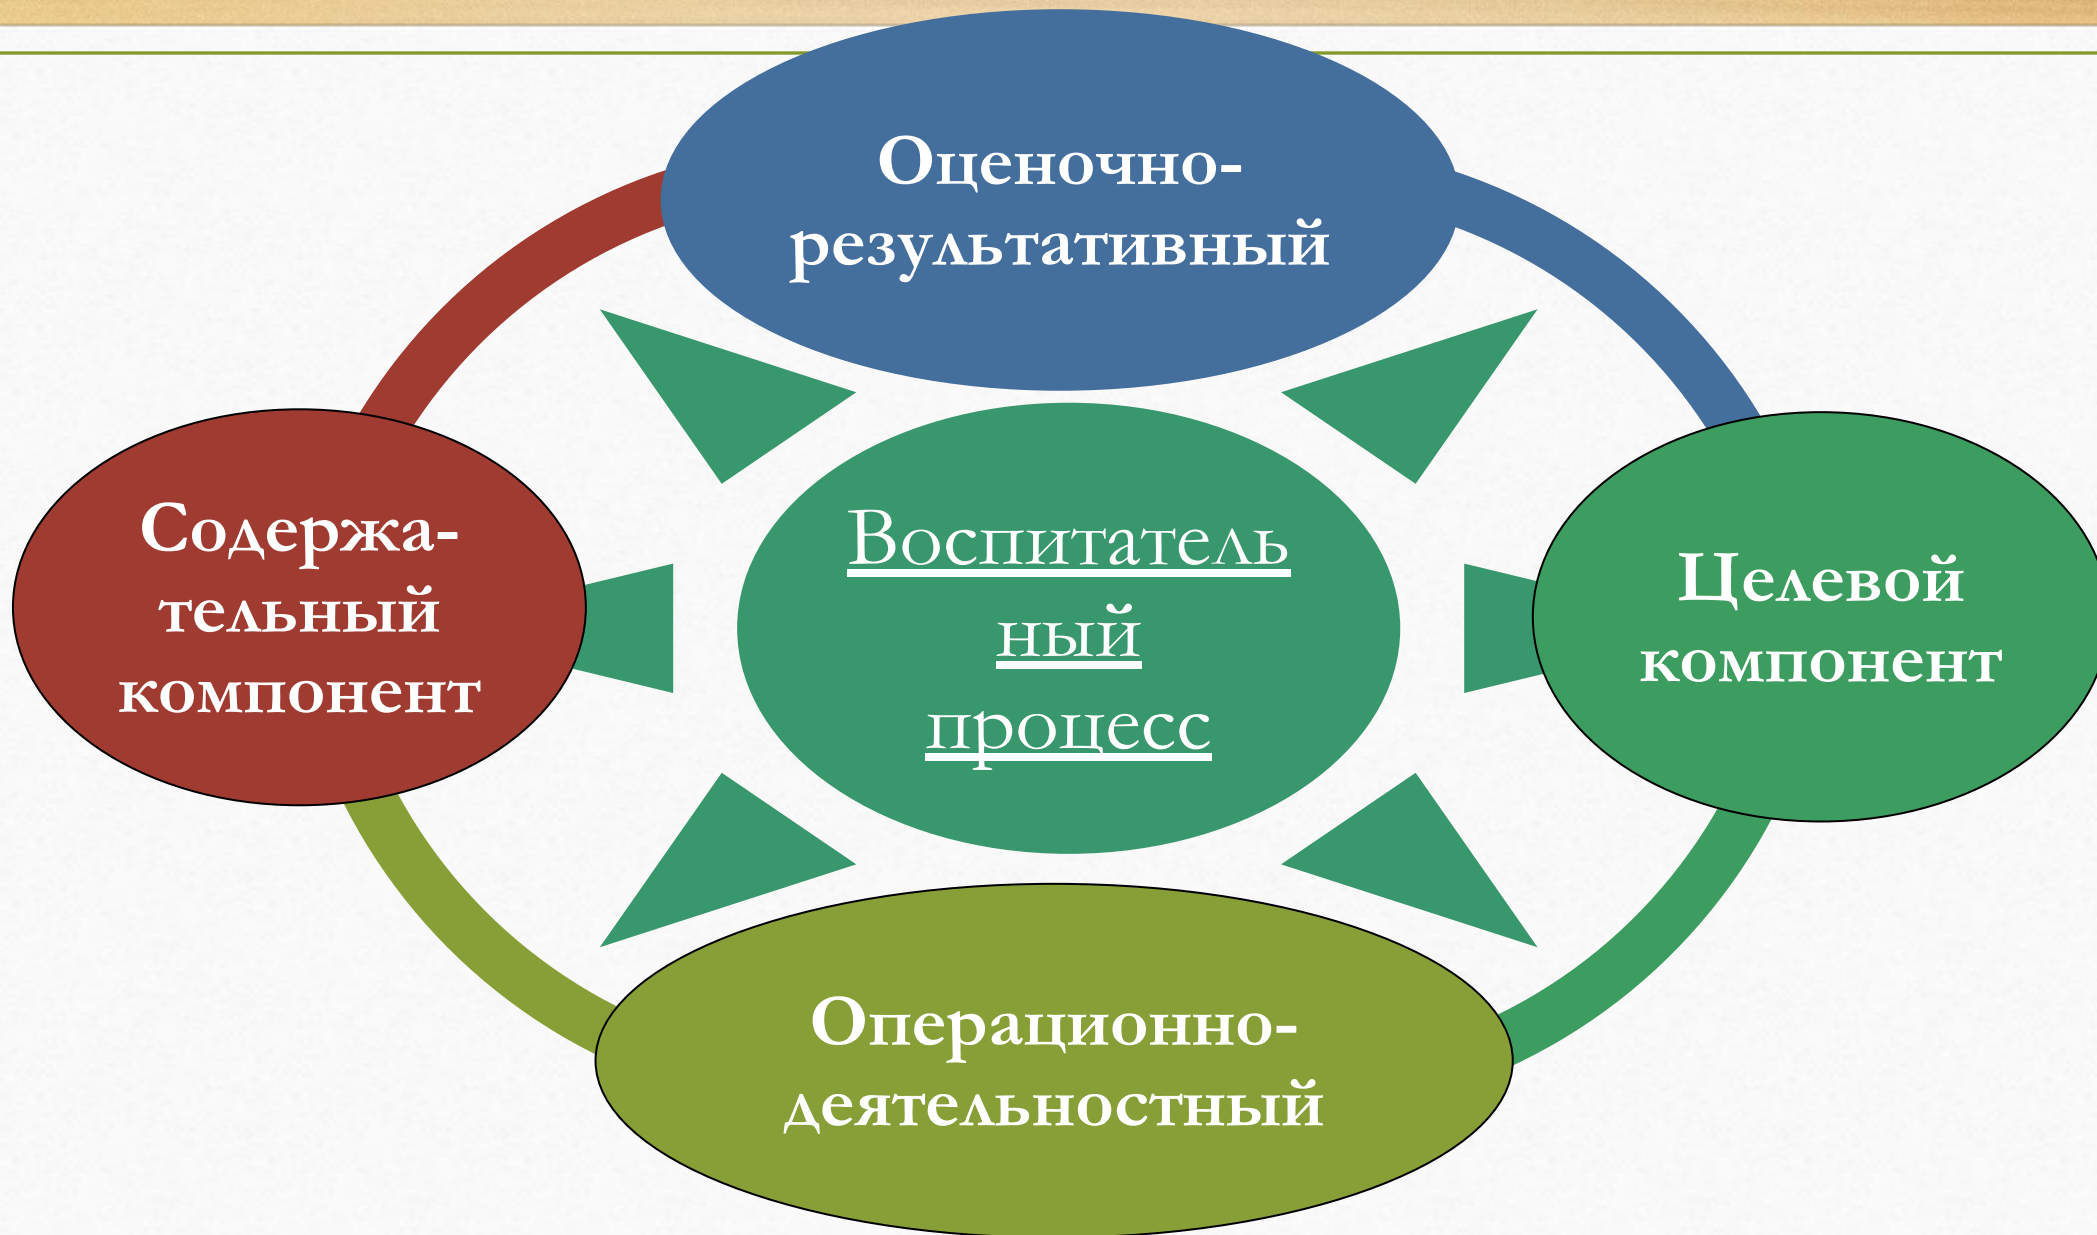 Оценочно-
результативный
Содержа-
тельный
компонент
Воспитатель
ный
процесс
Целевой
компонент
Операционно-
деятельностный